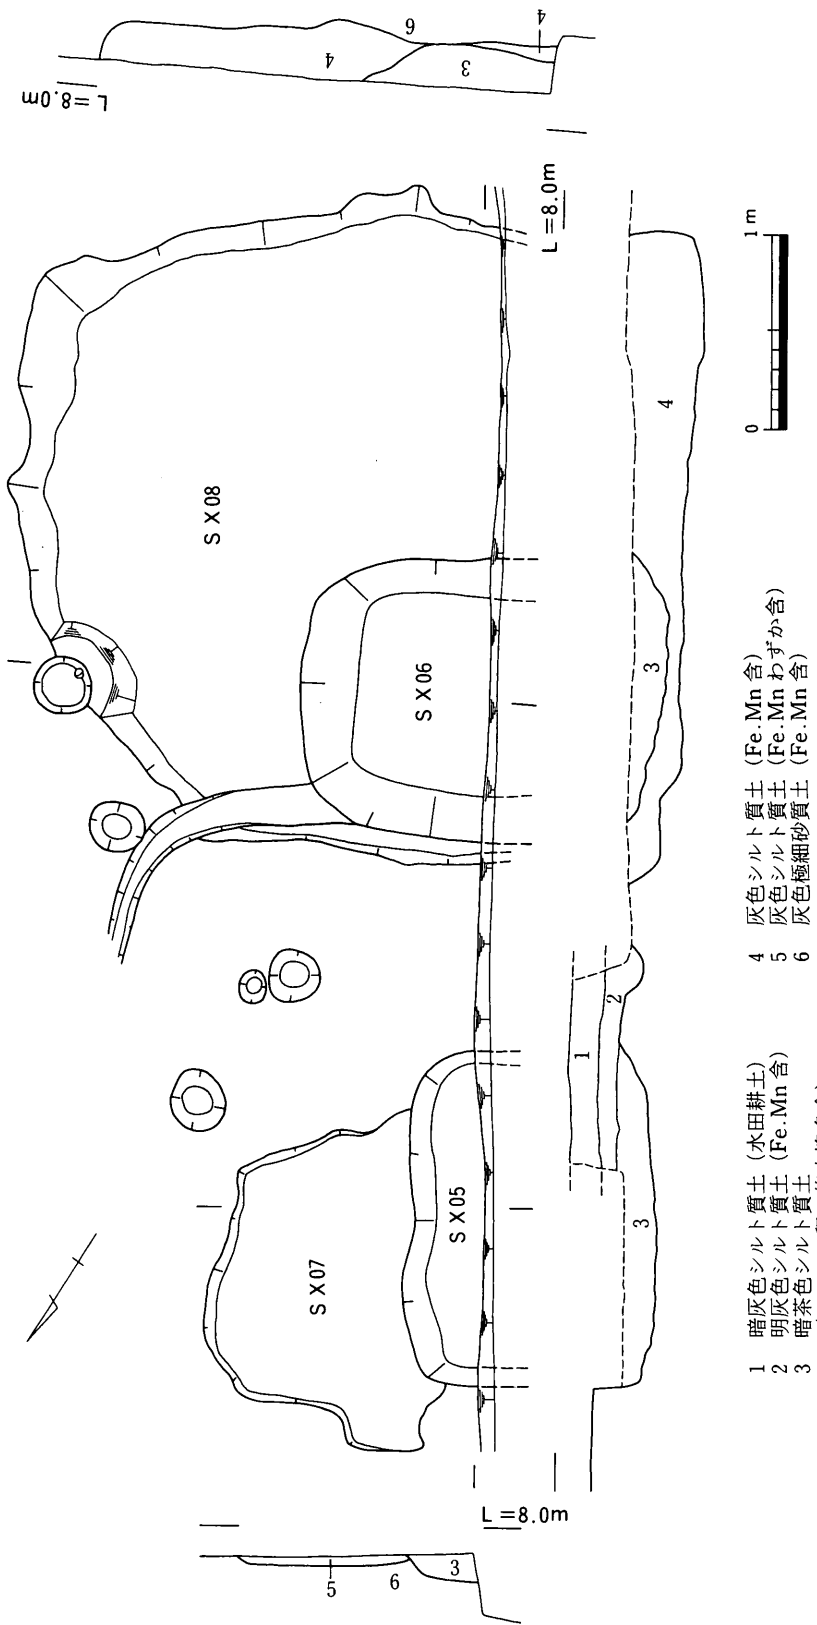 6
4
4
3
L=8.0m
L=8.0m
S X08
S X06
S X07
S X05
1
2
3
3
4
L=8.0m
5
6
3
0
1m
1 暗灰色シルト質土 (水田耕土)
2 明灰色シルト質土 (Fe.Mn含)
3 暗茶色シルト質土
4 灰色シルト質土 (Fe.Mn含)
5 灰色シルト質土 (Fe.Mnわずか含)
6 灰色極細砂質土 (Fe.Mn含)